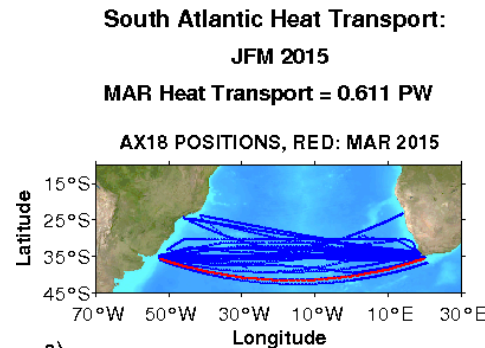 South Atlantic Heat Transport:
JFM 2015
MAR Heat Transport = 0.611 PW
AX18 POSITIONS, RED: MAR 2015
15°S
25°S
35°S
45°S
Latitude
70°W 50°W 30°W 10°W 10°E 30°E
Longitude